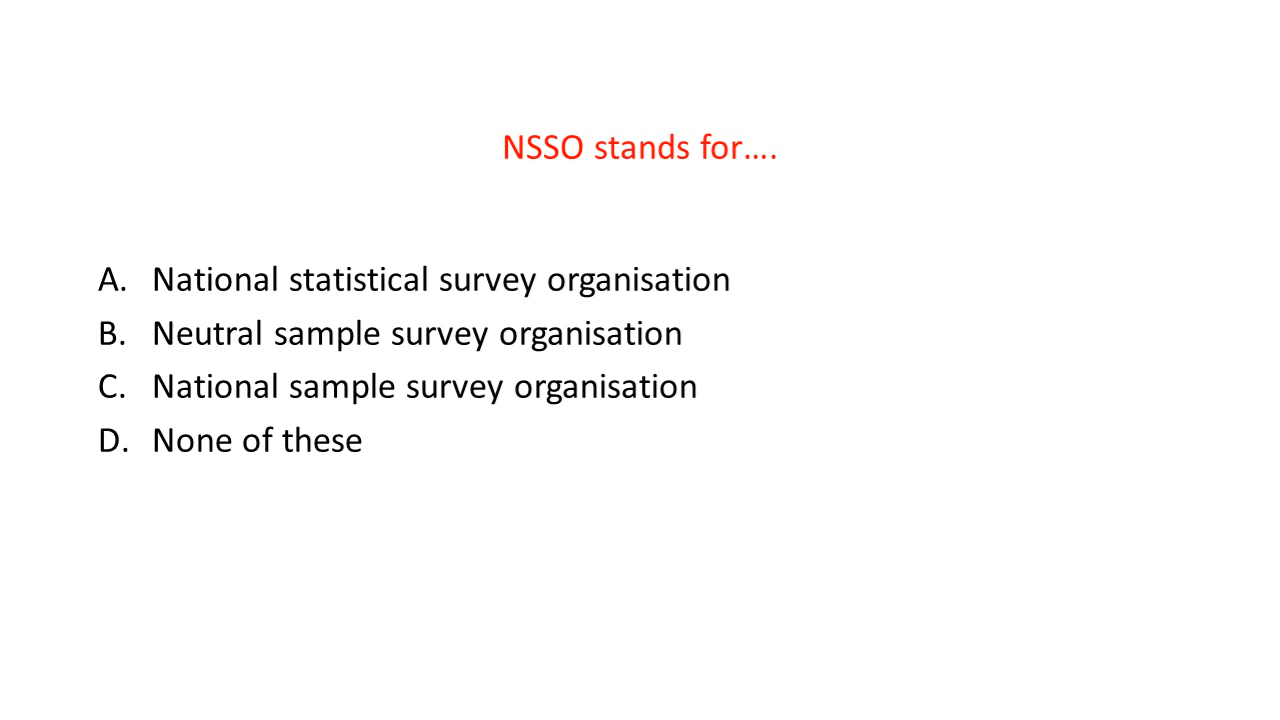 NSSO stands for....
A. National statistical survey organisation
B. Neutral sample survey organisation
C. National sample survey organisation
D. None of these